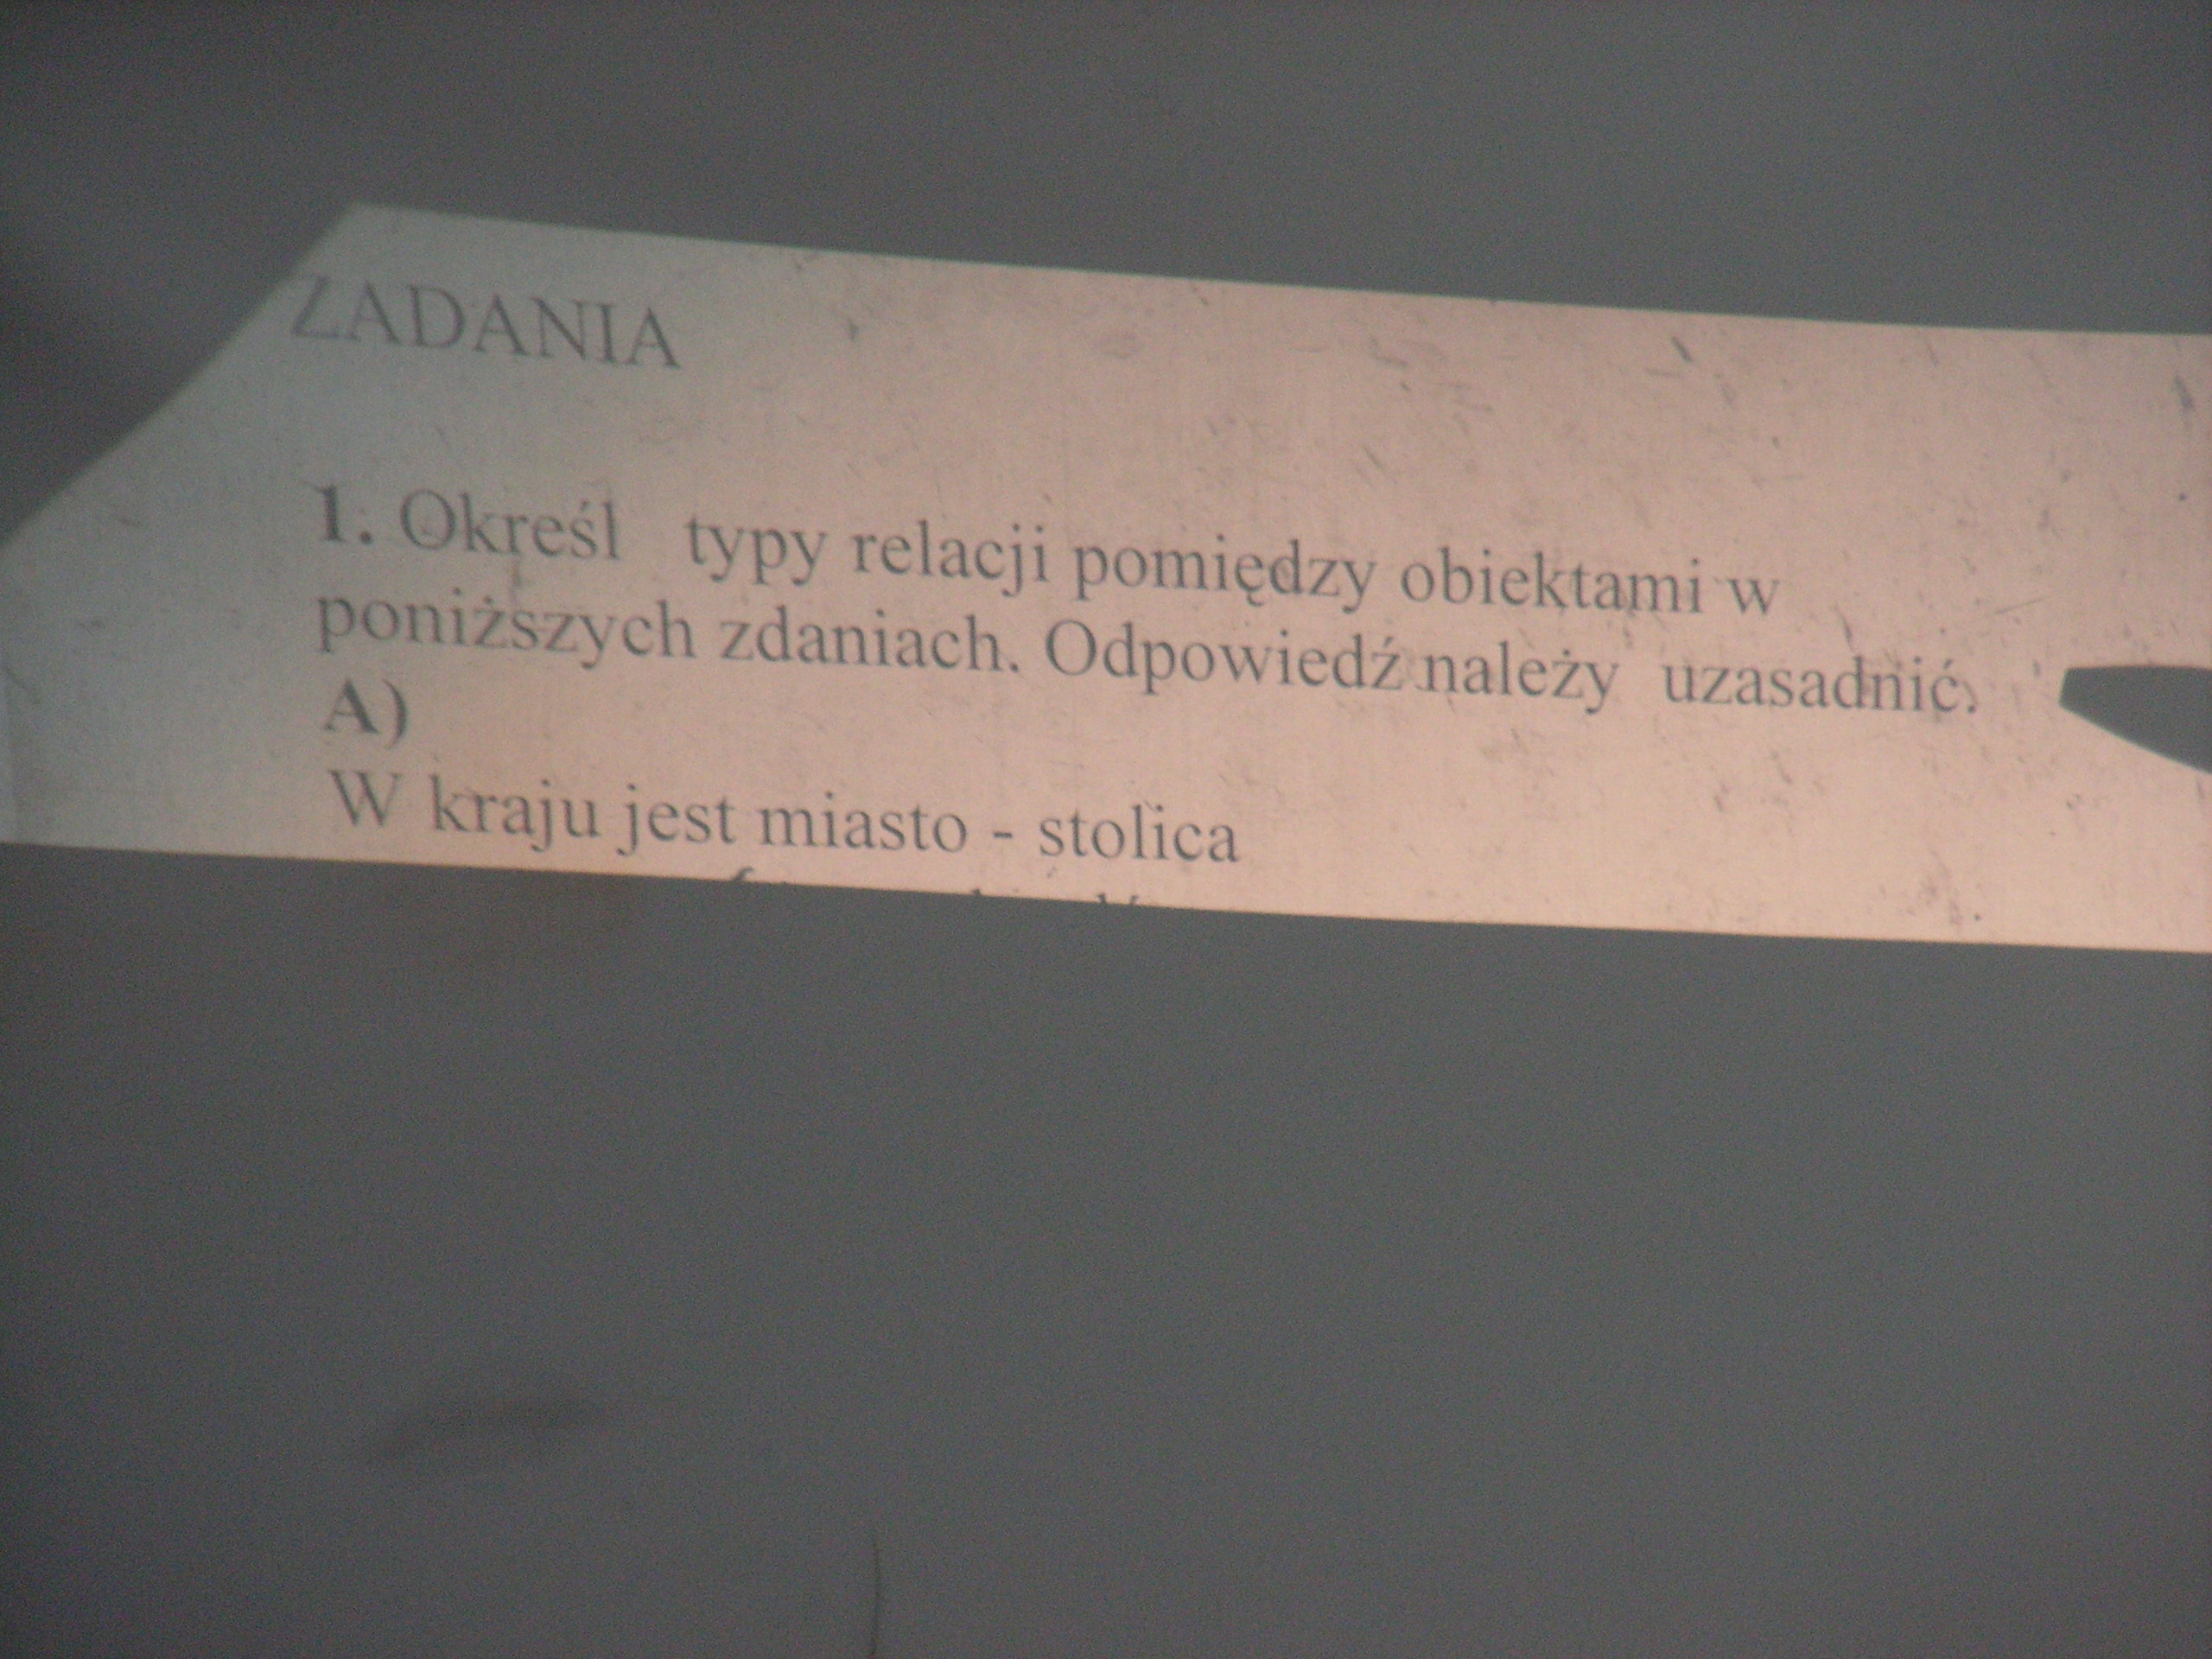 ZADANIA
1. Określ typy relacji pomiędzy obiektami w
poniższych zdaniach. Odpowiedź należy uzasadnić.
A)
W kraju jest miasto - stolica